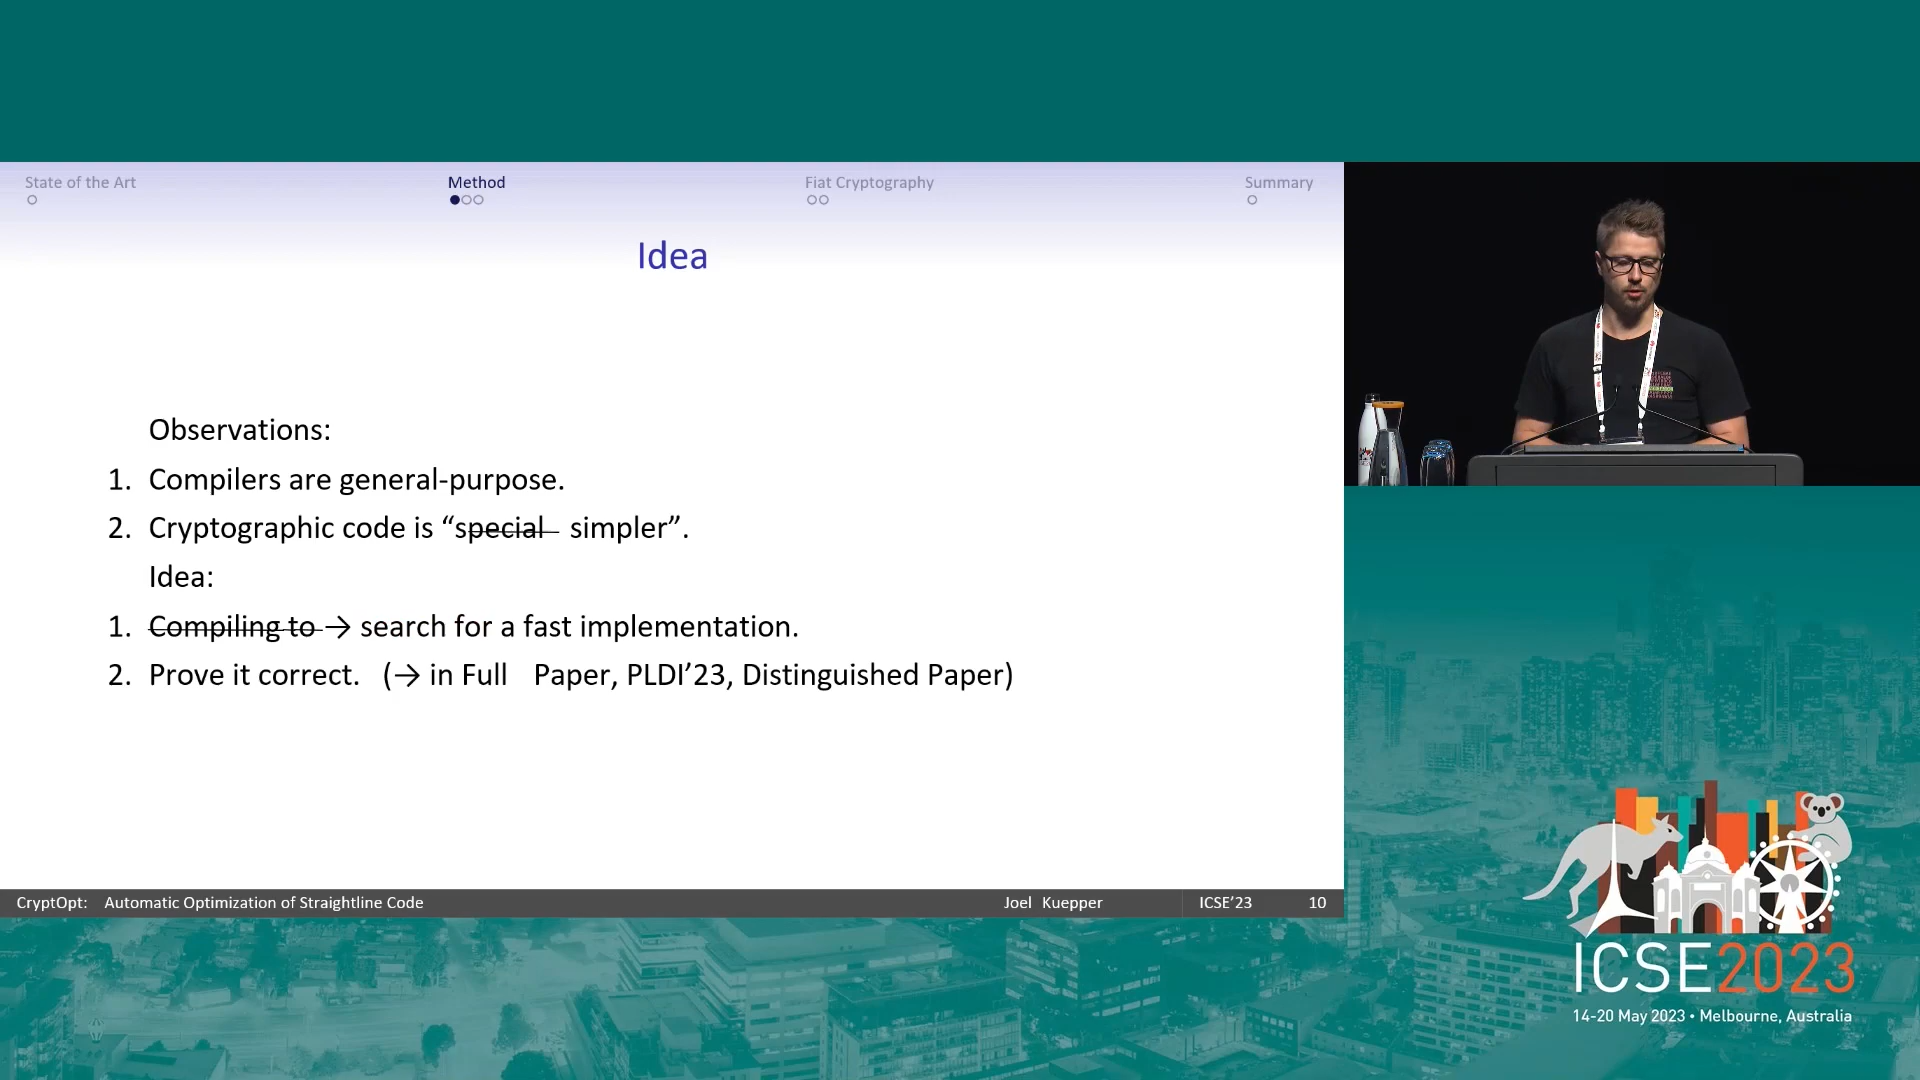 State of the Art
Method
Fiat Cryptography
Summary
Idea
Observations:
1. Compilers are general-purpose.
2. Cryptographic code is “special simpler”.
Idea:
1. Compiling to → search for a fast implementation.
2. Prove it correct. (→ in Full Paper, PLDI’23, Distinguished Paper)
CryptOpt: Automatic Optimization of Straightline Code
Joel Kuepper
ICSE’23
10
ICSE2023
14-20 May 2023 • Melbourne, Australia